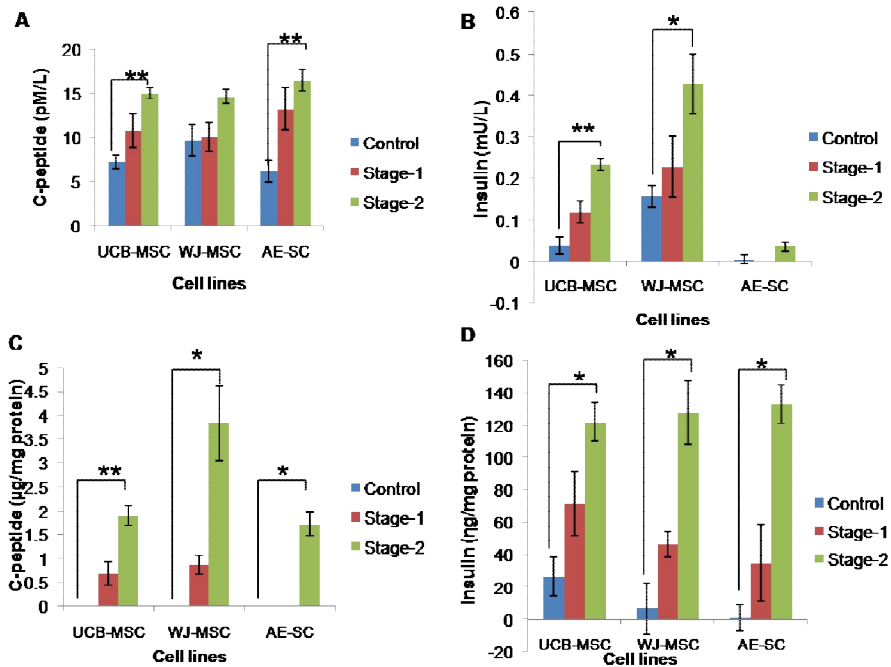 A
**
**
20
15
10
5
0
C-peptide (pM/L)
UCB-MSC WJ-MSC AE-SC
Cell lines
Control
Stage-1
Stage-2
B
*
**
0.6
0.5
0.4
0.3
0.2
0.1
0
-0.1
Insulin (mU/L)
UCB-MSC WJ-MSC AE-SC
Cell lines
Control
Stage-1
Stage-2
C
*
**
*
5
4.5
4
3.5
3
2.5
2
1.5
1
0.5
0
C-peptide (µg/mg protein)
UCB-MSC WJ-MSC AE-SC
Cell lines
Control
Stage-1
Stage-2
D
*
*
*
160
140
120
100
80
60
40
20
0
-20
Insulin (ηg/mg protein)
UCB-MSC WJ-MSC AE-SC
Cell lines
Control
Stage-1
Stage-2